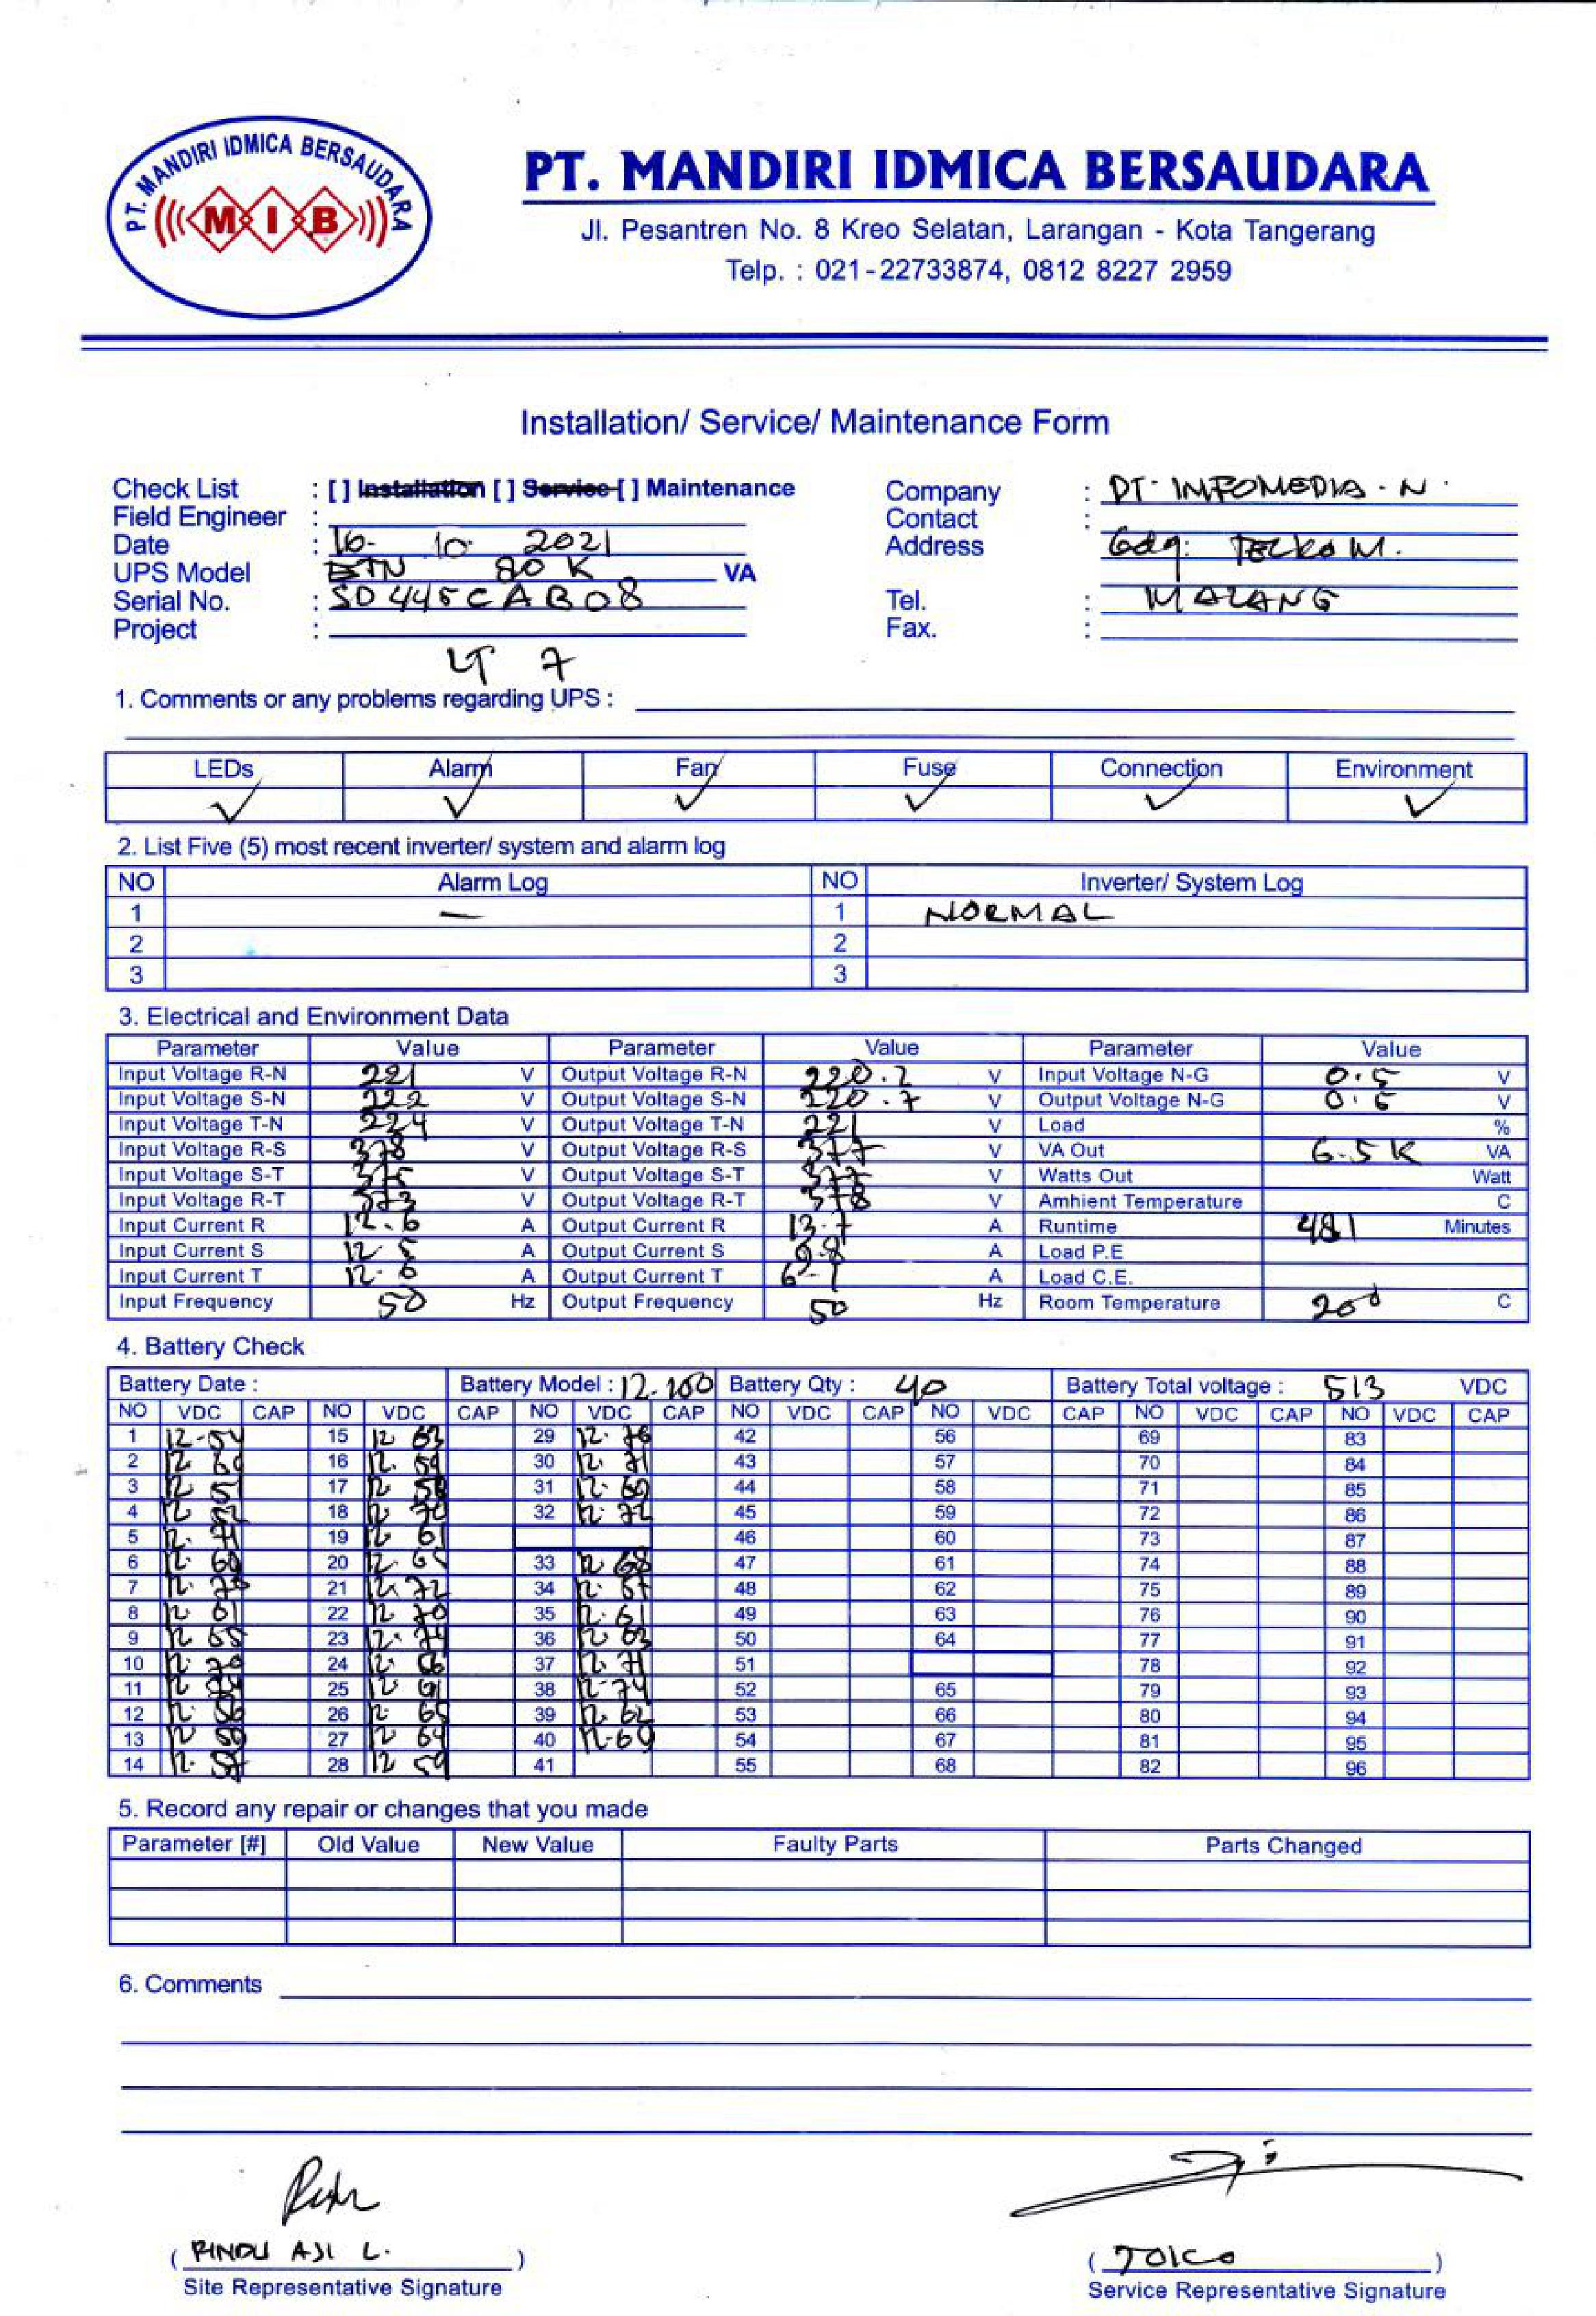 PT. MANDIRI IDMICA BERSAUDARA
M I B
PT. MANDIRI IDMICA BERSAUDARA
Jl. Pesantren No. 8 Kreo Selatan, Larangan - Kota Tangerang
Telp. : 021-22733874, 0812 8227 2959
Installation/ Service/ Maintenance Form
Check List : [ ] Installation [ ] Service [ ] Maintenance
Field Engineer :
Date : 16- 10- 2021
UPS Model 80 K VA
Serial No. : SD445CAB08
Project :
LT 7
Company : PT. INFOMEDIA. N.
Contact :
Address Gdg. TELKOM.
Tel. : MALANG
Fax. :
1. Comments or any problems regarding UPS :
LEDs Alarm Fan Fuse Connection Environment
✓ ✓ ✓ ✓ ✓ ✓
2. List Five (5) most recent inverter/ system and alarm log
NO Alarm Log NO Inverter/ System Log
1 — 1 NORMAL
2 2
3 3
3. Electrical and Environment Data
Parameter Value Parameter Value Parameter Value
Input Voltage R-N 221 V Output Voltage R-N 220.2 V Input Voltage N-G 0.5 V
Input Voltage S-N 222 V Output Voltage S-N 220.7 V Output Voltage N-G V
Input Voltage T-N 224 V Output Voltage T-N 221 V Load %
Input Voltage R-S 378 V Output Voltage R-S 377 V VA Out 6.5 K VA
Input Voltage S-T V Output Voltage S-T 377 V Watts Out Watt
Input Voltage R-T 373 V Output Voltage R-T 378 V Amhient Temperature C
Input Current R 12.6 A Output Current R 13.7 A Runtime 481 Minutes
Input Current S A Output Current S 9.8 A Load P.E
Input Current T 12.6 A Output Current T 6.1 A Load C.E.
Input Frequency 50 Hz Output Frequency 50 Hz Room Temperature C
4. Battery Check
Battery Date : Battery Model : 12.100 Battery Qty : 40 Battery Total voltage : 513 VDC
NO VDC CAP NO VDC CAP NO VDC CAP NO VDC CAP NO VDC CAP NO VDC CAP NO VDC CAP
1 12-54 15 12 63 29 12.76 42 56 69 83
2 12 60 16 12.59 30 12.71 43 57 70 84
3 12 51 17 12 31 12.69 44 58 71 85
4 12 52 18 12 70 32 12.72 45 59 72 86
5 12.71 19 12 61 46 60 73 87
6 12.60 20 12.65 33 12 68 47 61 74 88
7 12.73 21 12.72 34 12.67 48 62 75 89
8 12 61 22 12 70 35 12.61 49 63 76 90
9 12 65 23 12.74 36 12 63 50 64 77 91
10 12.70 24 12. 66 37 12.71 51 78 92
11 12 25 12 61 38 12-74 52 65 79 93
12 12.56 26 12. 65 39 12 62 53 66 80 94
13 12 59 27 12 64 40 12-69 54 67 81 95
14 12.57 28 12 59 41 55 68 82 96
5. Record any repair or changes that you made
Parameter [#] Old Value New Value Faulty Parts Parts Changed
6. Comments
( PINDU AJI L. )
Site Representative Signature
( )
Service Representative Signature